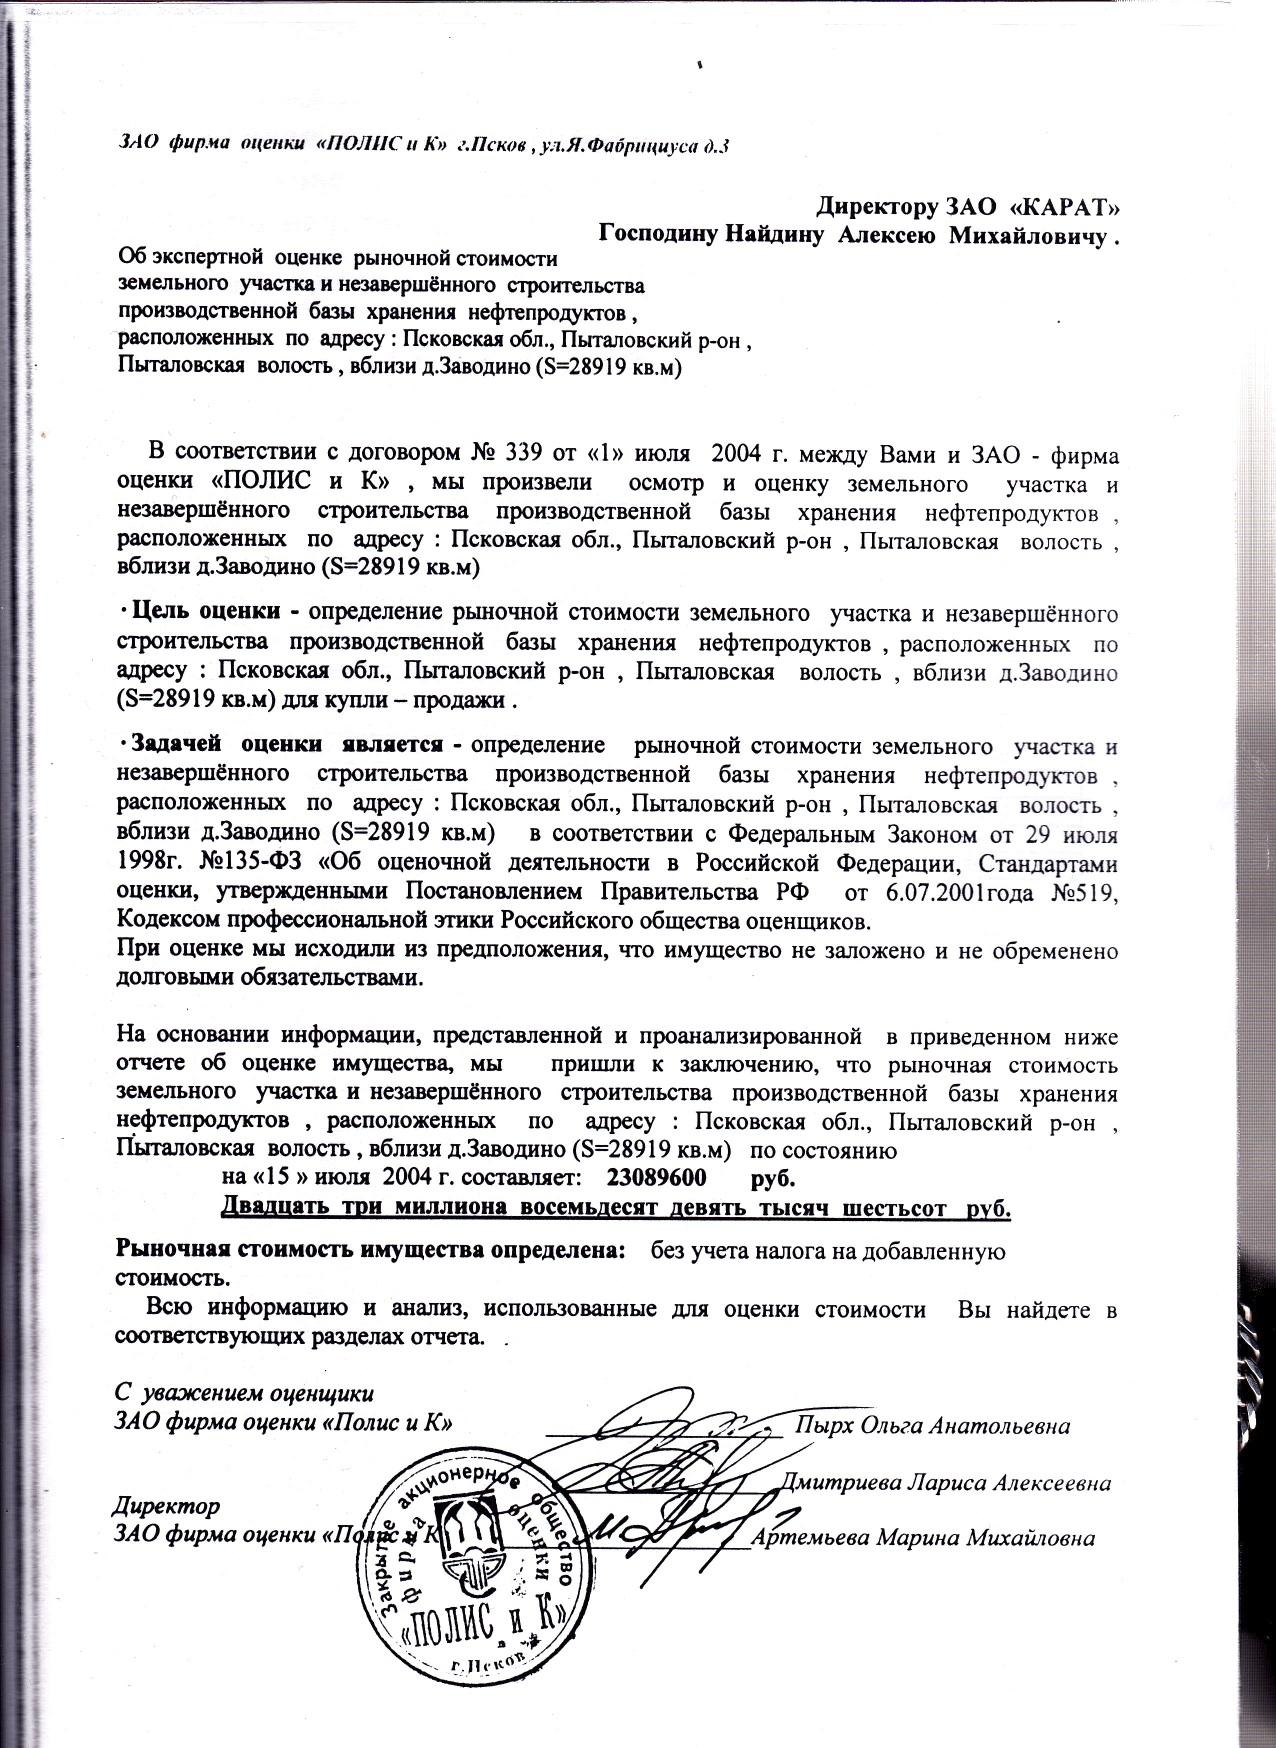 ЗАО фирма оценки «ПОЛИС и К» г.Псков , ул.Я.Фабрициуса д.3
Директору ЗАО «КАРАТ»
Господину Найдину Алексею Михайловичу .
Об экспертной оценке рыночной стоимости
земельного участка и незавершённого строительства
производственной базы хранения нефтепродуктов ,
расположенных по адресу : Псковская обл., Пыталовский р-он ,
Пыталовская волость , вблизи д.Заводино (S=28919 кв.м)
В соответствии с договором № 339 от «1» июля 2004 г. между Вами и ЗАО - фирма
оценки «ПОЛИС и К» , мы произвели осмотр и оценку земельного участка и
незавершённого строительства производственной базы хранения нефтепродуктов ,
расположенных по адресу : Псковская обл., Пыталовский р-он , Пыталовская волость ,
вблизи д.Заводино (S=28919 кв.м)
·Цель оценки - определение рыночной стоимости земельного участка и незавершённого
строительства производственной базы хранения нефтепродуктов , расположенных по
адресу : Псковская обл., Пыталовский р-он , Пыталовская волость , вблизи д.Заводино
(S=28919 кв.м) для купли – продажи .
·Задачей оценки является - определение рыночной стоимости земельного участка и
незавершённого строительства производственной базы хранения нефтепродуктов ,
расположенных по адресу : Псковская обл., Пыталовский р-он , Пыталовская волость ,
вблизи д.Заводино (S=28919 кв.м) в соответствии с Федеральным Законом от 29 июля
1998г. №135-ФЗ «Об оценочной деятельности в Российской Федерации, Стандартами
оценки, утвержденными Постановлением Правительства РФ от 6.07.2001года №519,
Кодексом профессиональной этики Российского общества оценщиков.
При оценке мы исходили из предположения, что имущество не заложено и не обременено
долговыми обязательствами.
На основании информации, представленной и проанализированной в приведенном ниже
отчете об оценке имущества, мы пришли к заключению, что рыночная стоимость
земельного участка и незавершённого строительства производственной базы хранения
нефтепродуктов , расположенных по адресу : Псковская обл., Пыталовский р-он ,
Пыталовская волость , вблизи д.Заводино (S=28919 кв.м) по состоянию
на «15 » июля 2004 г. составляет: 23089600 руб.
Двадцать три миллиона восемьдесят девять тысяч шестьсот руб.
Рыночная стоимость имущества определена: без учета налога на добавленную
стоимость.
Всю информацию и анализ, использованные для оценки стоимости Вы найдете в
соответствующих разделах отчета. .
С уважением оценщики
ЗАО фирма оценки «Полис и К» Пырх Ольга Анатольевна
Дмитриева Лариса Алексеевна
Директор
ЗАО фирма оценки «Полис и К Артемьева Марина Михайловна
Закрытое акционерное общество
фирма оценки
«ПОЛИС и К»
г.Псков